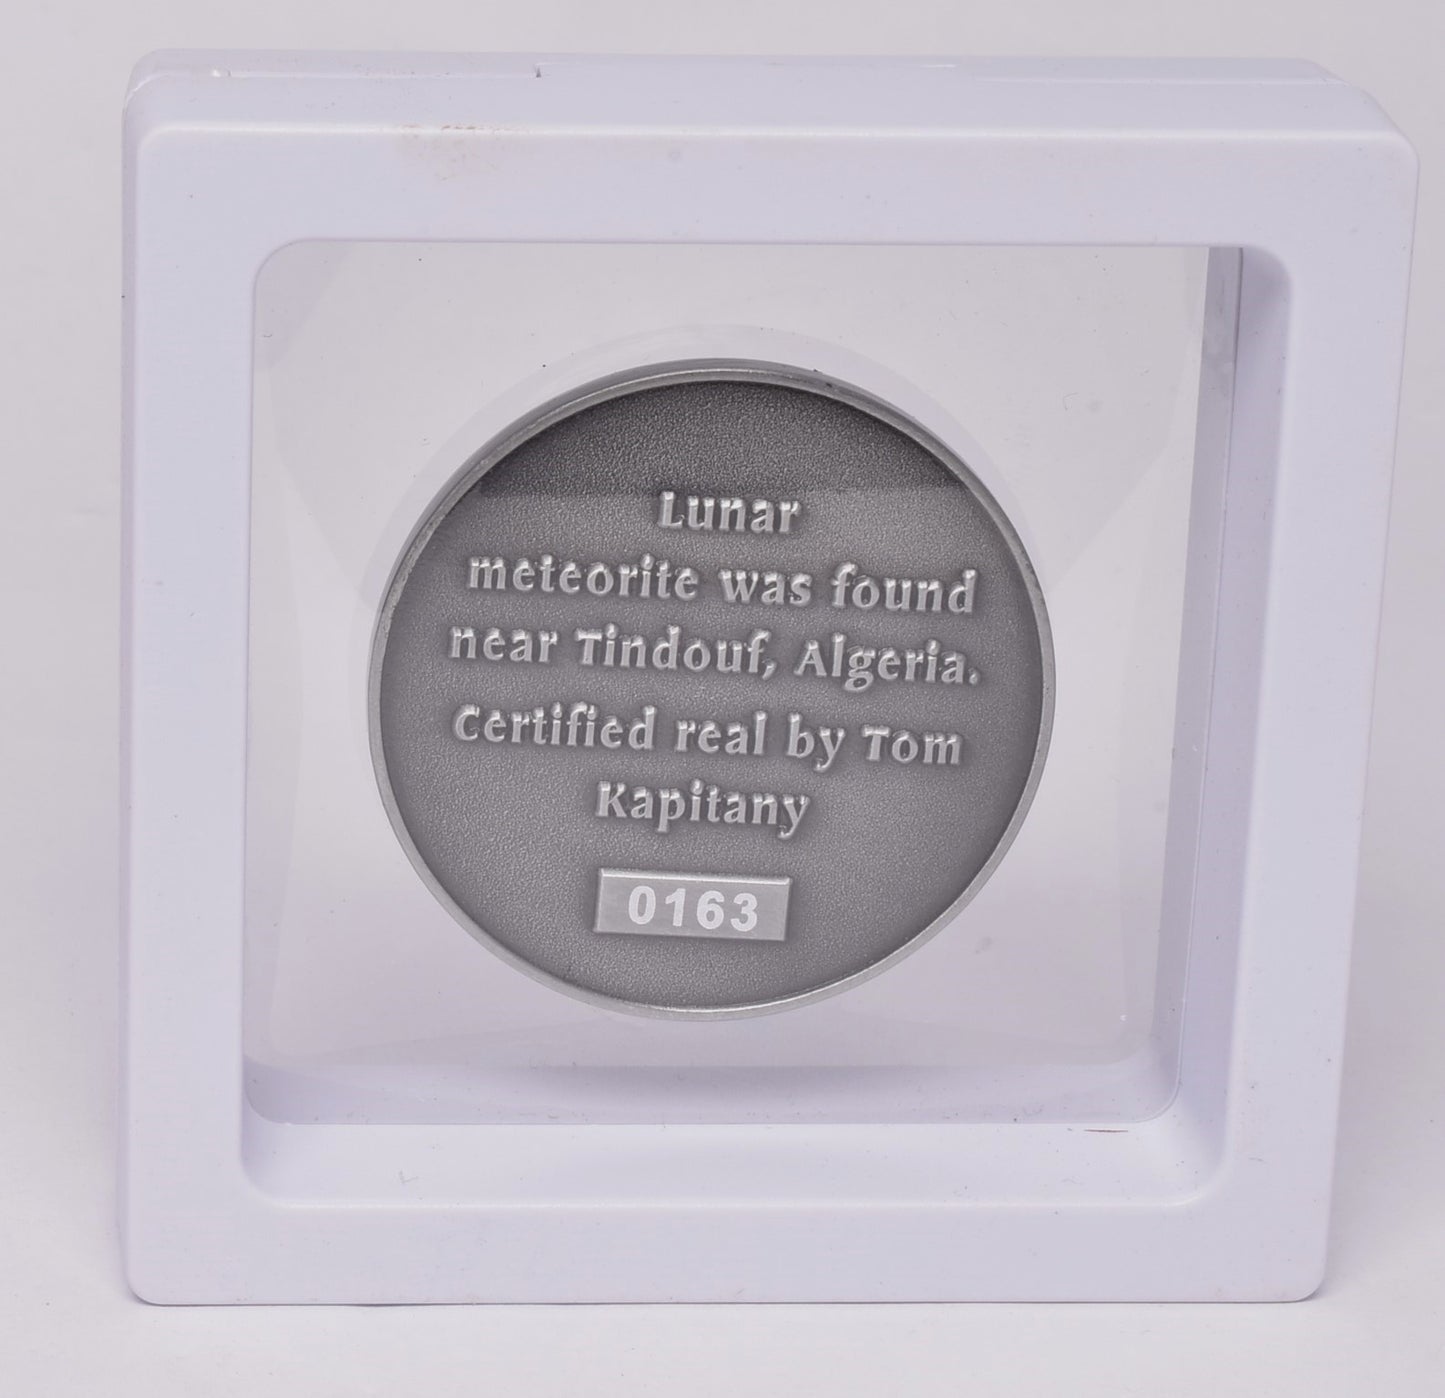 Lunar
meteorite was found
near Tindouf, Algeria.
Certified real by Tom
Kapitany
0163